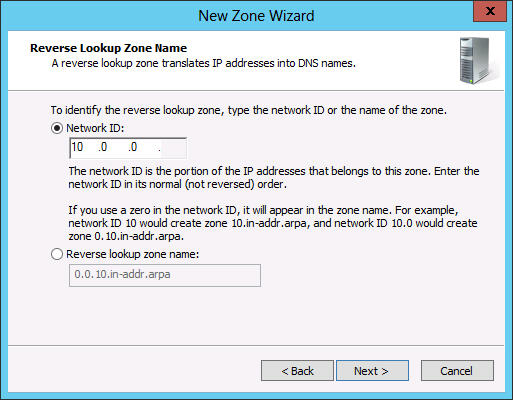 New Zone Wizard
Reverse Lookup Zone Name
A reverse lookup zone translates IP addresses into DNS names.
To identify the reverse lookup zone, type the network ID or the name of the zone.
Network ID:
10 .0 .0 .
The network ID is the portion of the IP addresses that belongs to this zone. Enter the
network ID in its normal (not reversed) order.
If you use a zero in the network ID, it will appear in the zone name. For example,
network ID 10 would create zone 10.in-addr.arpa, and network ID 10.0 would create
zone 0.10.in-addr.arpa.
Reverse lookup zone name:
0.0.10.in-addr.arpa
< Back
Next >
Cancel